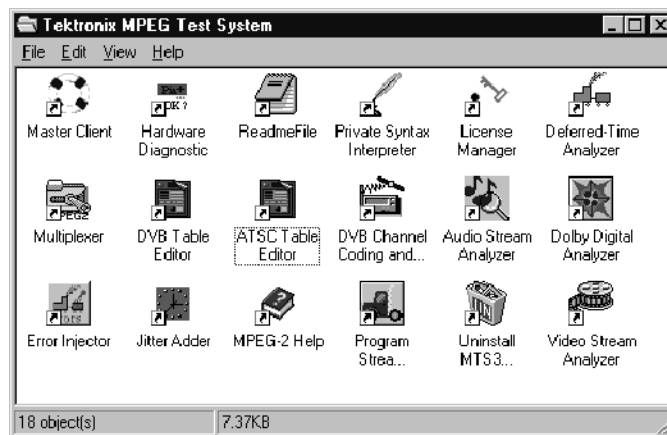 Tektronix MPEG Test System
File Edit View Help
Master Client
Hardware
Diagnostic
ReadmeFile
Private Syntax
Interpreter
License
Manager
Deferred-Time
Analyzer
Multiplexer
DVB Table
Editor
ATSC Table
Editor
DVB Channel
Coding and...
Audio Stream
Analyzer
Dolby Digital
Analyzer
Error Injector
Jitter Adder
MPEG-2 Help
Program
Strea...
Uninstall
MTS3...
Video Stream
Analyzer
18 object(s) 7.37KB